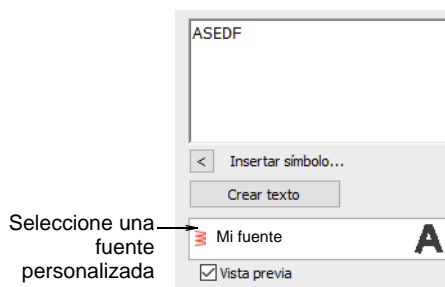 ASEDF
< Insertar símbolo...
Crear texto
Seleccione una
fuente
personalizada
Mi fuente A
Vista previa